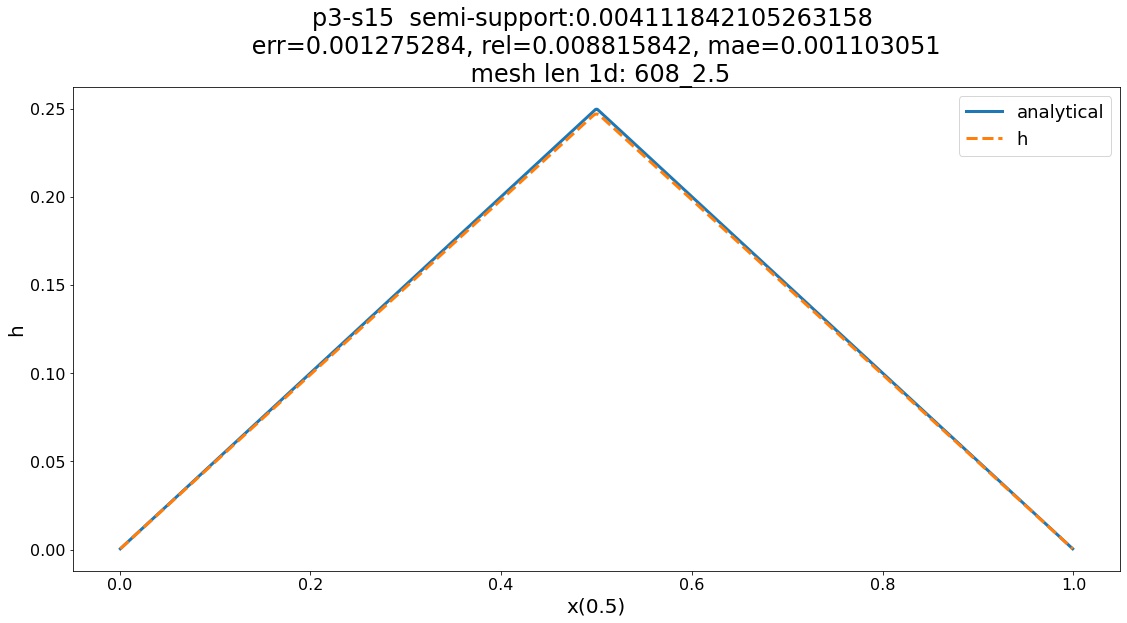 p3-s15 semi-support:0.004111842105263158
err=0.001275284, rel=0.008815842, mae=0.001103051
mesh len 1d: 608_2.5
analytical
h
0.25
0.20
0.15
0.10
0.05
0.00
h
0.0
0.2
0.4
0.6
0.8
1.0
x(0.5)